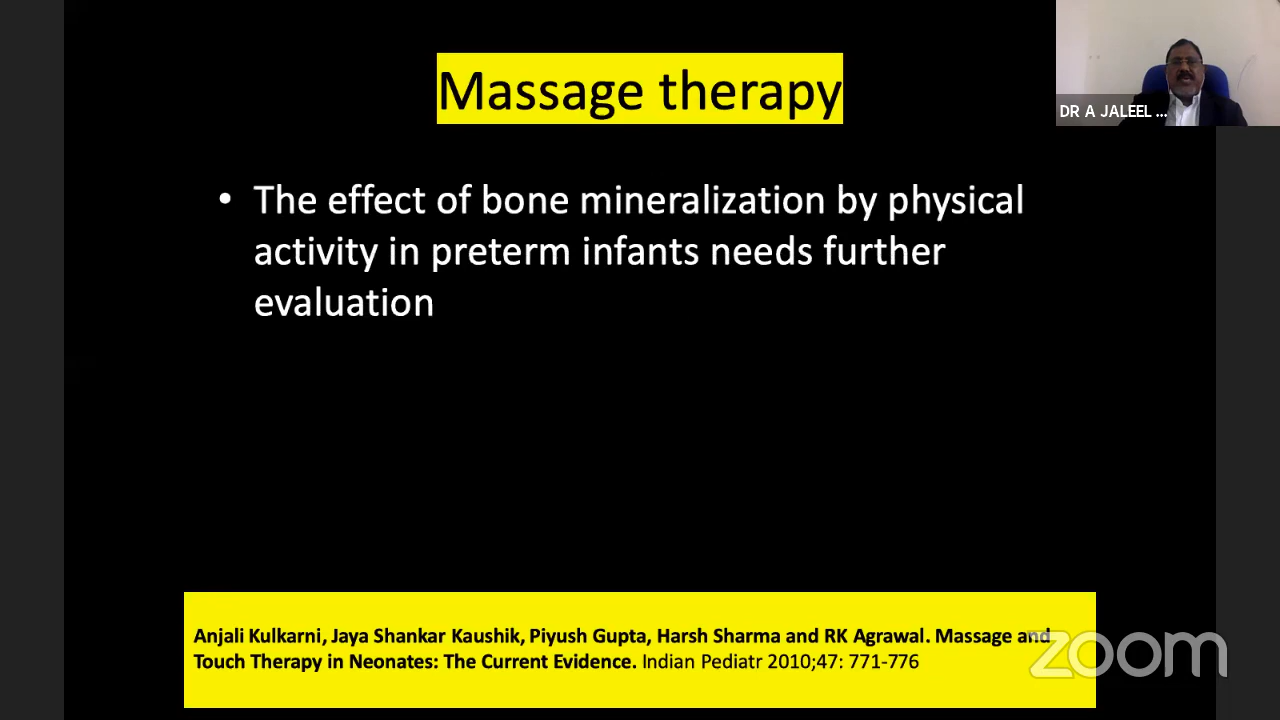 Massage therapy
DR A JALEEL ...
• The effect of bone mineralization by physical
activity in preterm infants needs further
evaluation
Anjali Kulkarni, Jaya Shankar Kaushik, Piyush Gupta, Harsh Sharma and RK Agrawal. Massage and
Touch Therapy in Neonates: The Current Evidence. Indian Pediatr 2010;47: 771-776
zoom